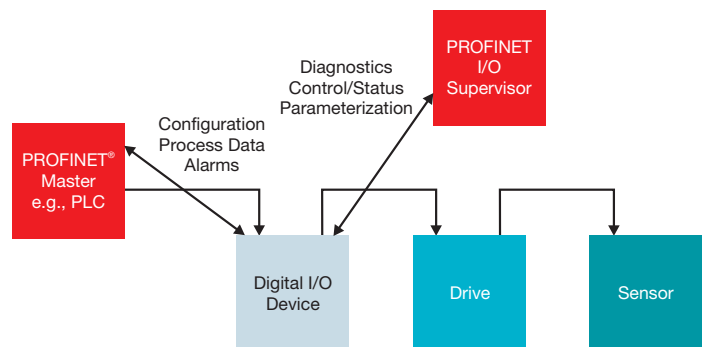 PROFINET
I/O
Supervisor
Diagnostics
Control/Status
Parameterization
Configuration
Process Data
Alarms
PROFINET®
Master
e.g., PLC
Digital I/O
Device
Drive
Sensor